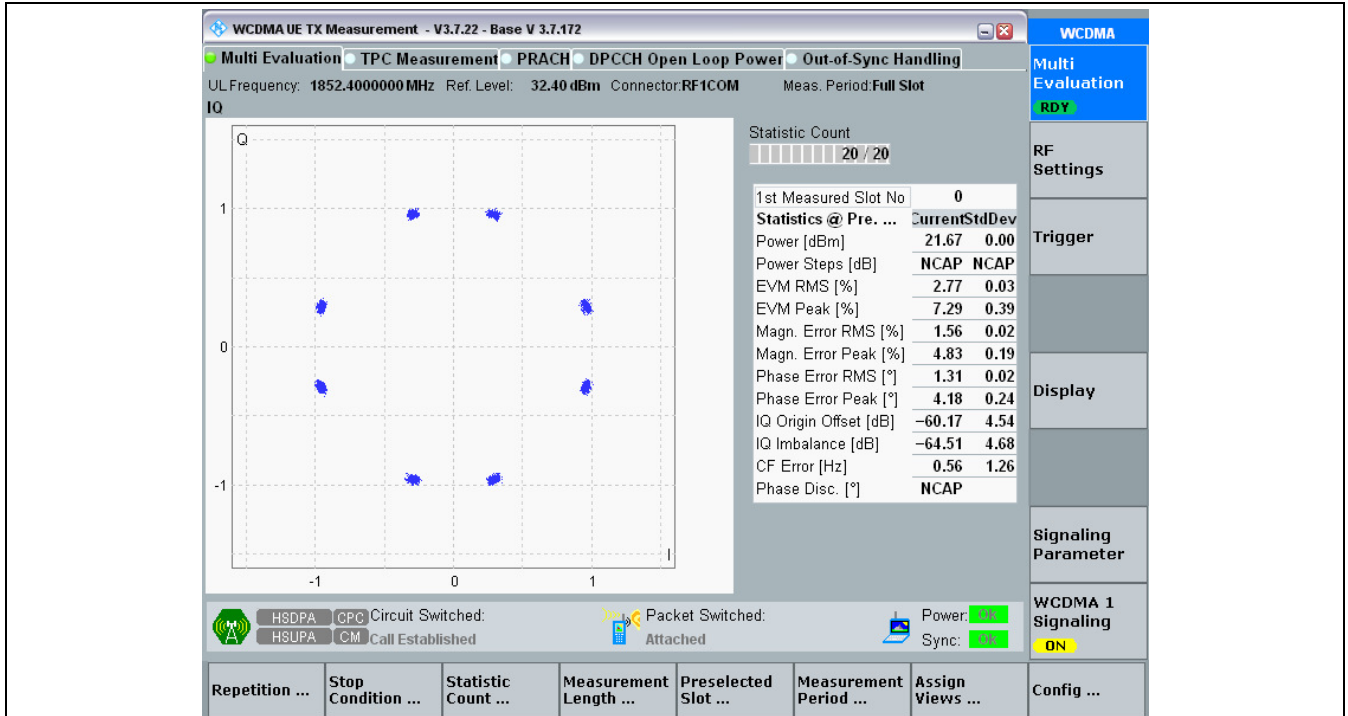 WCDMA UE TX Measurement - V3.7.22 - Base V 3.7.172
WCDMA
Multi Evaluation TPC Measurement PRACH DPCCH Open Loop Power Out-of-Sync Handling
Multi
Evaluation
RDY
UL Frequency: 1852.4000000 MHz Ref. Level: 32.40 dBm Connector:RF1COM Meas. Period:Full Slot
IQ
Q
1
0
-1
-1 0 1
I
Statistic Count
20 / 20
1st Measured Slot No 0
Statistics @ Pre. ... Current StdDev
Power [dBm] 21.67 0.00
Power Steps [dB] NCAP NCAP
EVM RMS [%] 2.77 0.03
EVM Peak [%] 7.29 0.39
Magn. Error RMS [%] 1.56 0.02
Magn. Error Peak [%] 4.83 0.19
Phase Error RMS [°] 1.31 0.02
Phase Error Peak [°] 4.18 0.24
IQ Origin Offset [dB] −60.17 4.54
IQ Imbalance [dB] −64.51 4.68
CF Error [Hz] 0.56 1.26
Phase Disc. [°] NCAP
RF
Settings
Trigger
Display
Signaling
Parameter
WCDMA 1
Signaling
ON
HSDPA CPC Circuit Switched: Packet Switched: Power: OK
HSUPA CM Call Established Attached Sync: OK
Repetition ...
Stop
Condition ...
Statistic
Count ...
Measurement
Length ...
Preselected
Slot ...
Measurement
Period ...
Assign
Views ...
Config ...